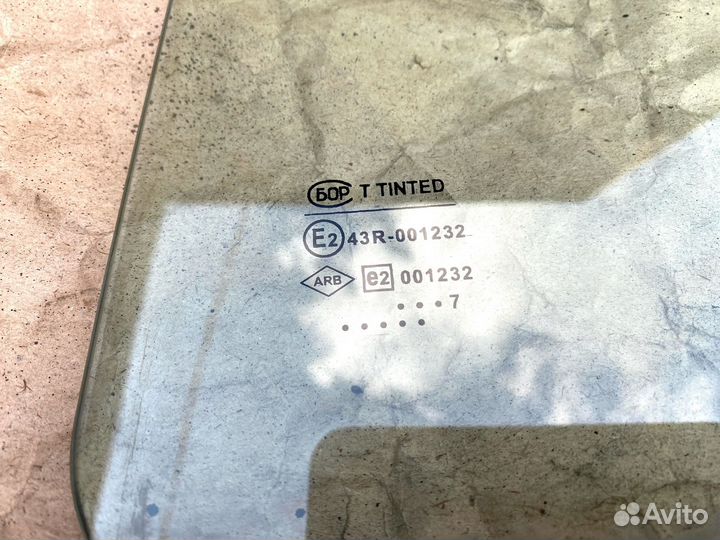 БОР T TINTED
E2 43R-001232
ARB e2 001232
• • • 7
• • • • •
Avito